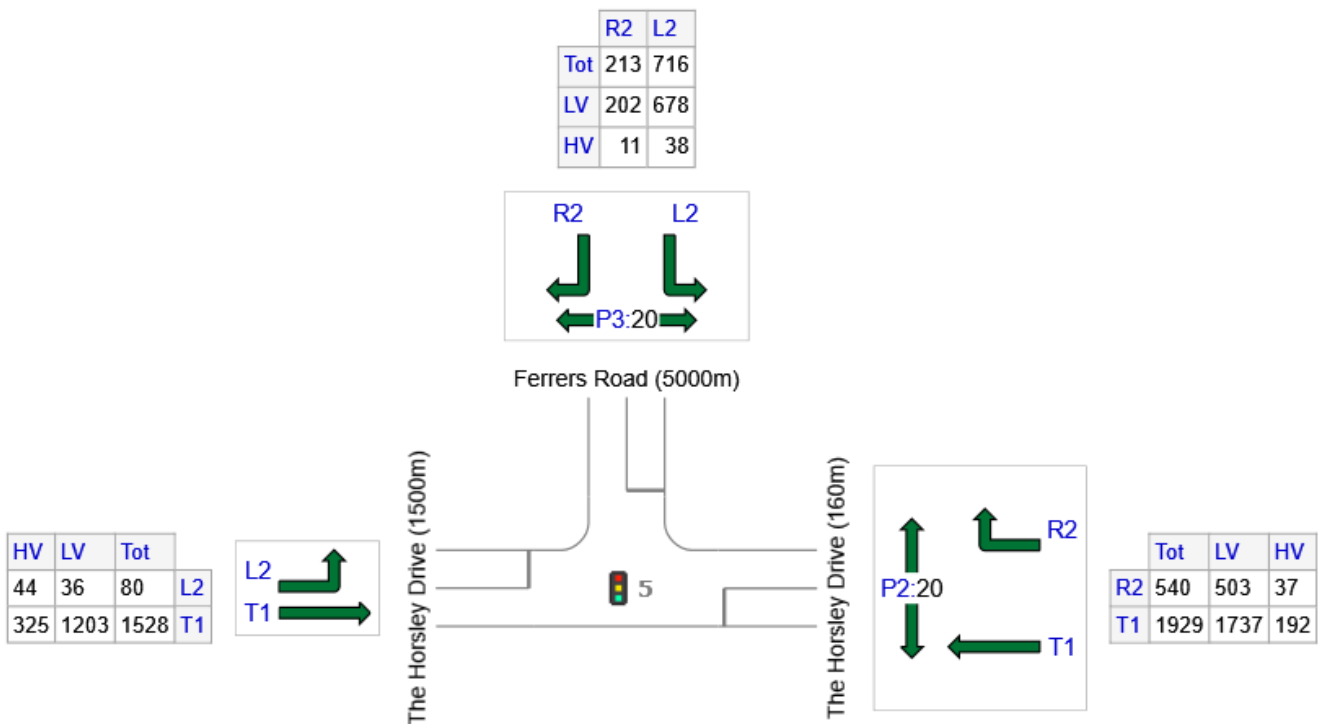 R2 L2
Tot 213 716
LV 202 678
HV 11 38
R2 L2
P3:20
Ferrers Road (5000m)
The Horsley Drive (1500m)
The Horsley Drive (160m)
HV LV Tot
44 36 80 L2
325 1203 1528 T1
L2
T1
5
R2
P2:20
T1
Tot LV HV
R2 540 503 37
T1 1929 1737 192